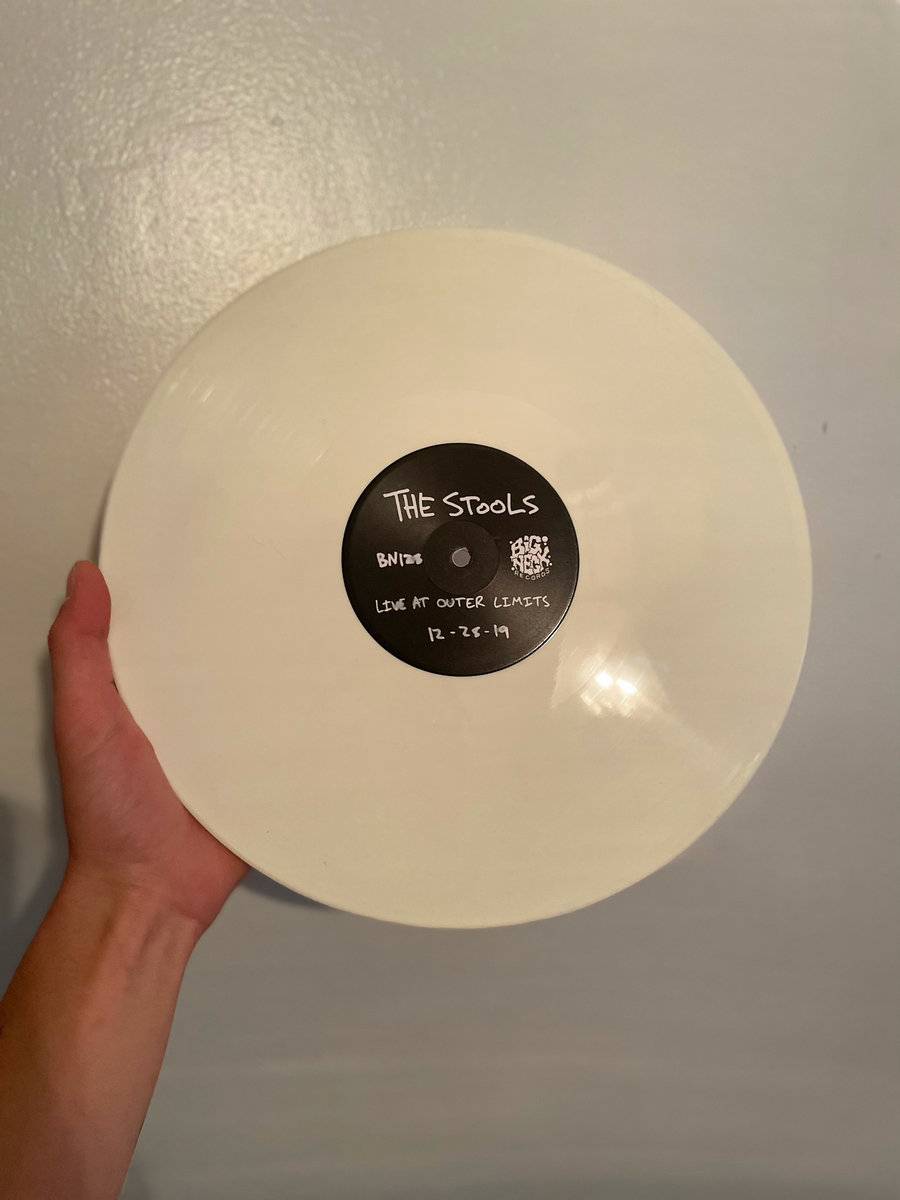 THE STOOLS
BN128
BIG NECK
RECORDS
LIVE AT OUTER LIMITS
12-28-19